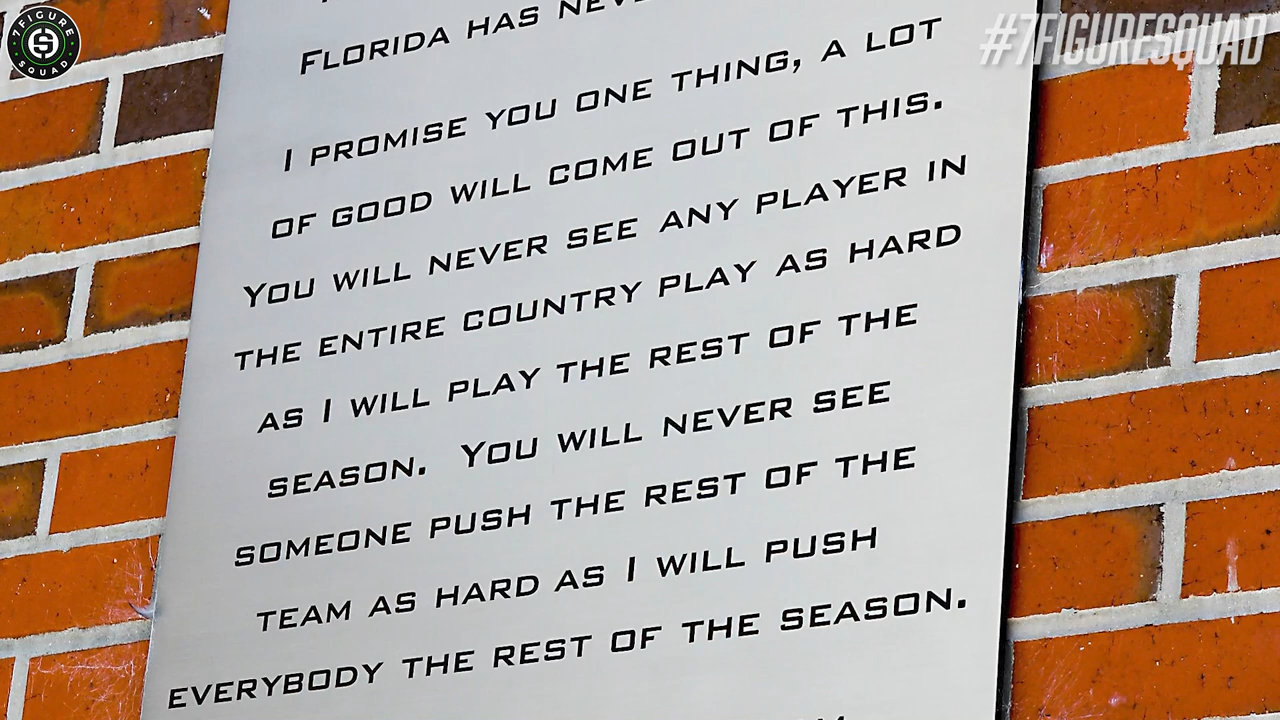 7FIGURE
SQUAD
#7FIGURESQUAD
FLORIDA HAS
I PROMISE YOU ONE THING, A LOT
OF GOOD WILL COME OUT OF THIS.
YOU WILL NEVER SEE ANY PLAYER IN
THE ENTIRE COUNTRY PLAY AS HARD
AS I WILL PLAY THE REST OF THE
SEASON. YOU WILL NEVER SEE
SOMEONE PUSH THE REST OF THE
TEAM AS HARD AS I WILL PUSH
EVERYBODY THE REST OF THE SEASON.